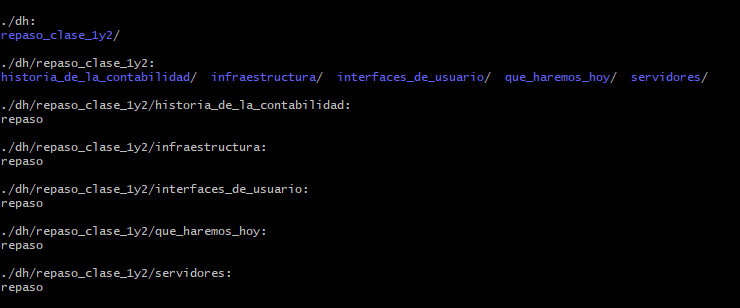 ./dh:
repaso_clase_1y2/
./dh/repaso_clase_1y2:
historia_de_la_contabilidad/  infraestructura/  interfaces_de_usuario/  que_haremos_hoy/  servidores/
./dh/repaso_clase_1y2/historia_de_la_contabilidad:
repaso
./dh/repaso_clase_1y2/infraestructura:
repaso
./dh/repaso_clase_1y2/interfaces_de_usuario:
repaso
./dh/repaso_clase_1y2/que_haremos_hoy:
repaso
./dh/repaso_clase_1y2/servidores:
repaso